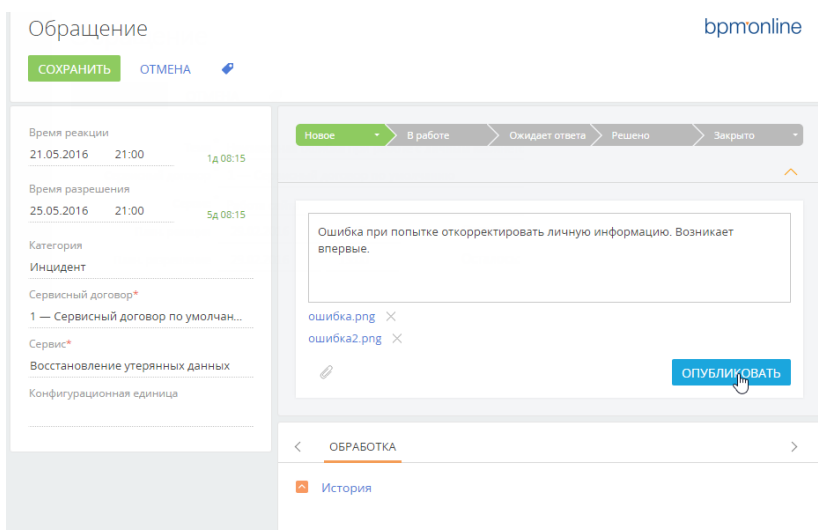 Обращение
bpm'online
СОХРАНИТЬ ОТМЕНА
Время реакции
21.05.2016 21:00 1д 08:15
Время разрешения
25.05.2016 21:00 5д 08:15
Категория
Инцидент
Сервисный договор*
1 — Сервисный договор по умолчан...
Сервис*
Восстановление утерянных данных
Конфигурационная единица
Новое В работе Ожидает ответа Решено Закрыто
Ошибка при попытке откорректировать личную информацию. Возникает
впервые.
ошибка.png
ошибка2.png
ОПУБЛИКОВАТЬ
ОБРАБОТКА
История